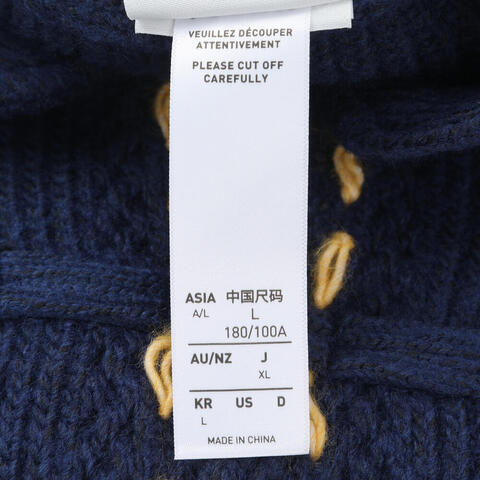 VEUILLEZ DÉCOUPER
ATTENTIVEMENT
PLEASE CUT OFF
CAREFULLY
ASIA 中国尺码
A/L L
180/100A
AU/NZ J
XL
KR US D
L
MADE IN CHINA